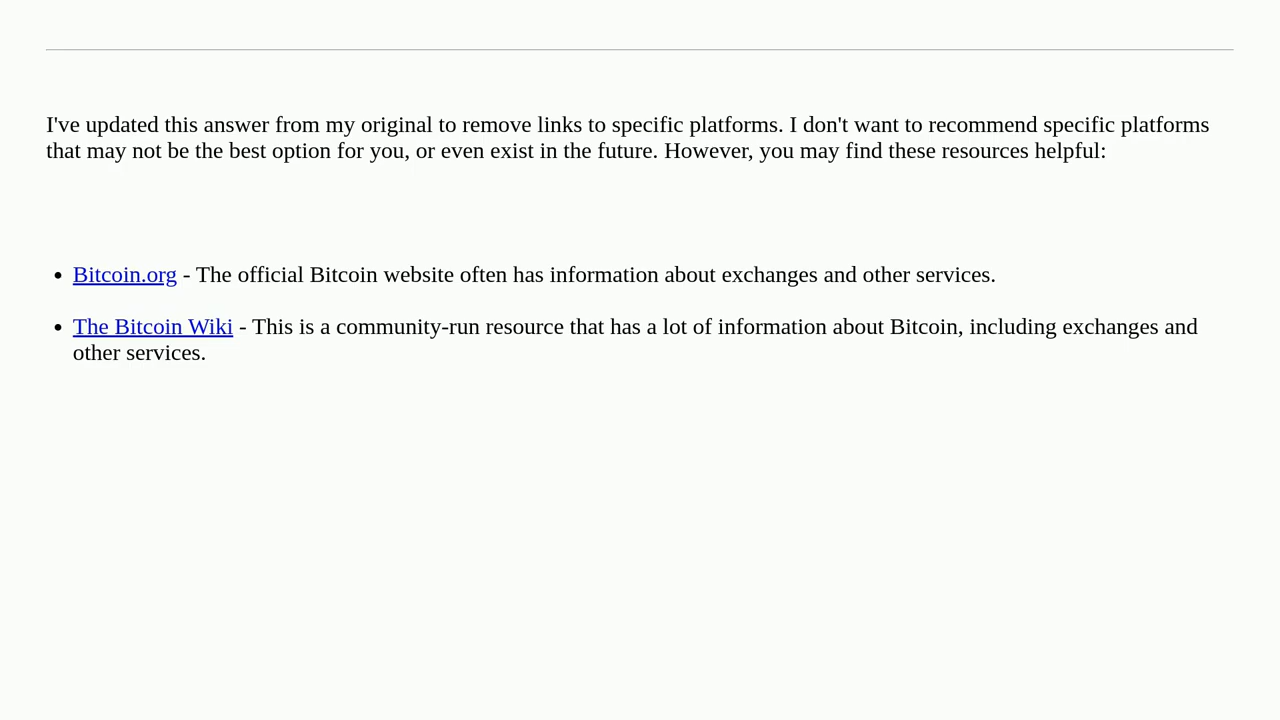 I've updated this answer from my original to remove links to specific platforms. I don't want to recommend specific platforms
that may not be the best option for you, or even exist in the future. However, you may find these resources helpful:
• Bitcoin.org - The official Bitcoin website often has information about exchanges and other services.
• The Bitcoin Wiki - This is a community-run resource that has a lot of information about Bitcoin, including exchanges and
other services.